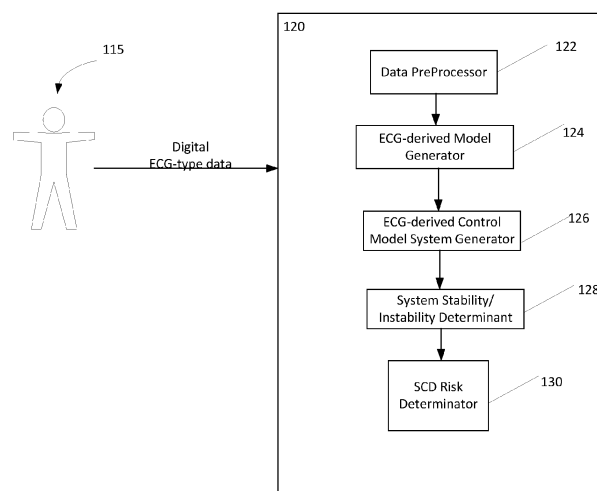 115
Digital
ECG-type data
120
Data PreProcessor
122
ECG-derived Model
Generator
124
ECG-derived Control
Model System Generator
126
System Stability/
Instability Determinant
128
SCD Risk
Determinator
130